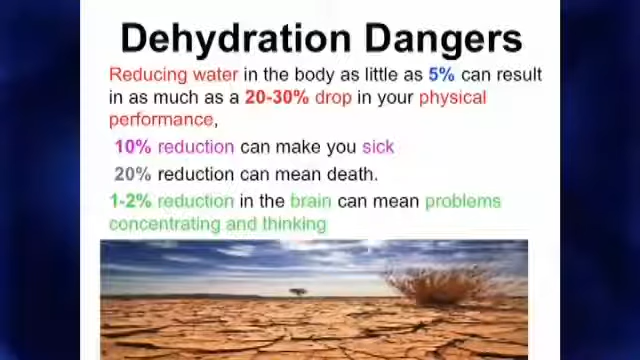 Dehydration Dangers
Reducing water in the body as little as 5% can result
in as much as a 20-30% drop in your physical
performance,
10% reduction can make you sick
20% reduction can mean death.
1-2% reduction in the brain can mean problems
concentrating and thinking